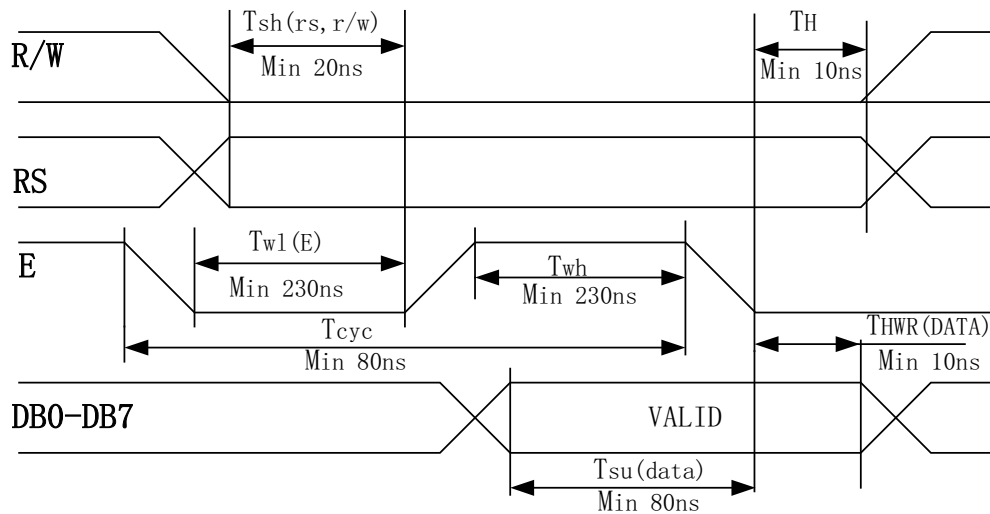 Tsh(rs,r/w)
TH
R/W
Min 20ns
Min 10ns
RS
Twl(E)
E
Twh
Min 230ns
Min 230ns
Tcyc
THWR(DATA)
Min 80ns
Min 10ns
DB0-DB7
VALID
Tsu(data)
Min 80ns